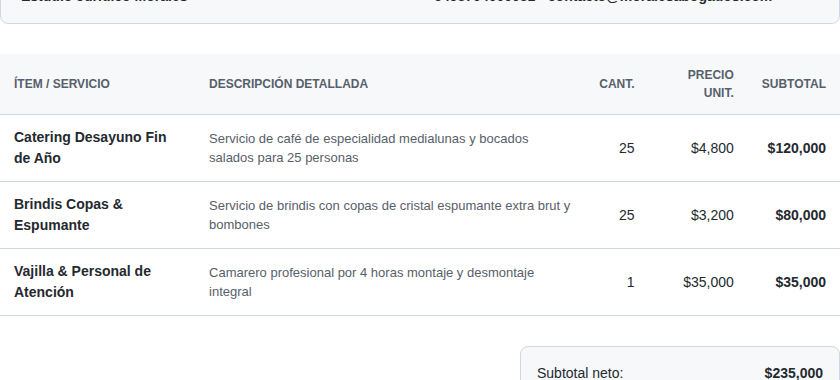 ÍTEM / SERVICIO
DESCRIPCIÓN DETALLADA
CANT.
PRECIO
UNIT.
SUBTOTAL
Catering Desayuno Fin
de Año
Servicio de café de especialidad medialunas y bocados
salados para 25 personas
25
$4,800
$120,000
Brindis Copas &
Espumante
Servicio de brindis con copas de cristal espumante extra brut y
bombones
25
$3,200
$80,000
Vajilla & Personal de
Atención
Camarero profesional por 4 horas montaje y desmontaje
integral
1
$35,000
$35,000
Subtotal neto:
$235,000